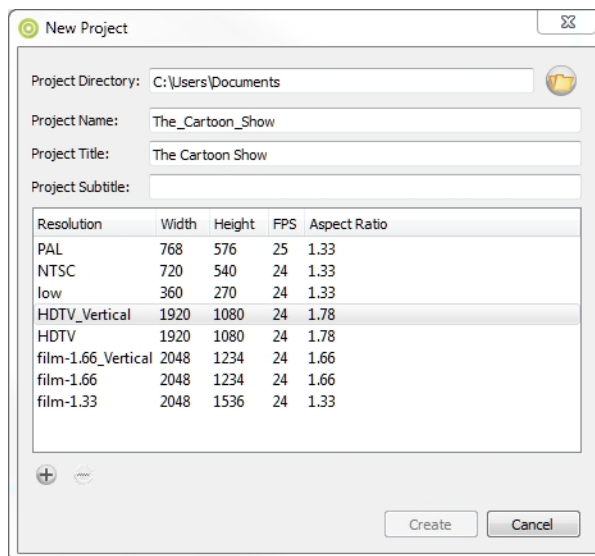 New Project
Project Directory: C:\Users\Documents
Project Name: The_Cartoon_Show
Project Title: The Cartoon Show
Project Subtitle:
Resolution Width Height FPS Aspect Ratio
PAL 768 576 25 1.33
NTSC 720 540 24 1.33
low 360 270 24 1.33
HDTV_Vertical 1920 1080 24 1.78
HDTV 1920 1080 24 1.78
film-1.66_Vertical 2048 1234 24 1.66
film-1.66 2048 1234 24 1.66
film-1.33 2048 1536 24 1.33
Create Cancel